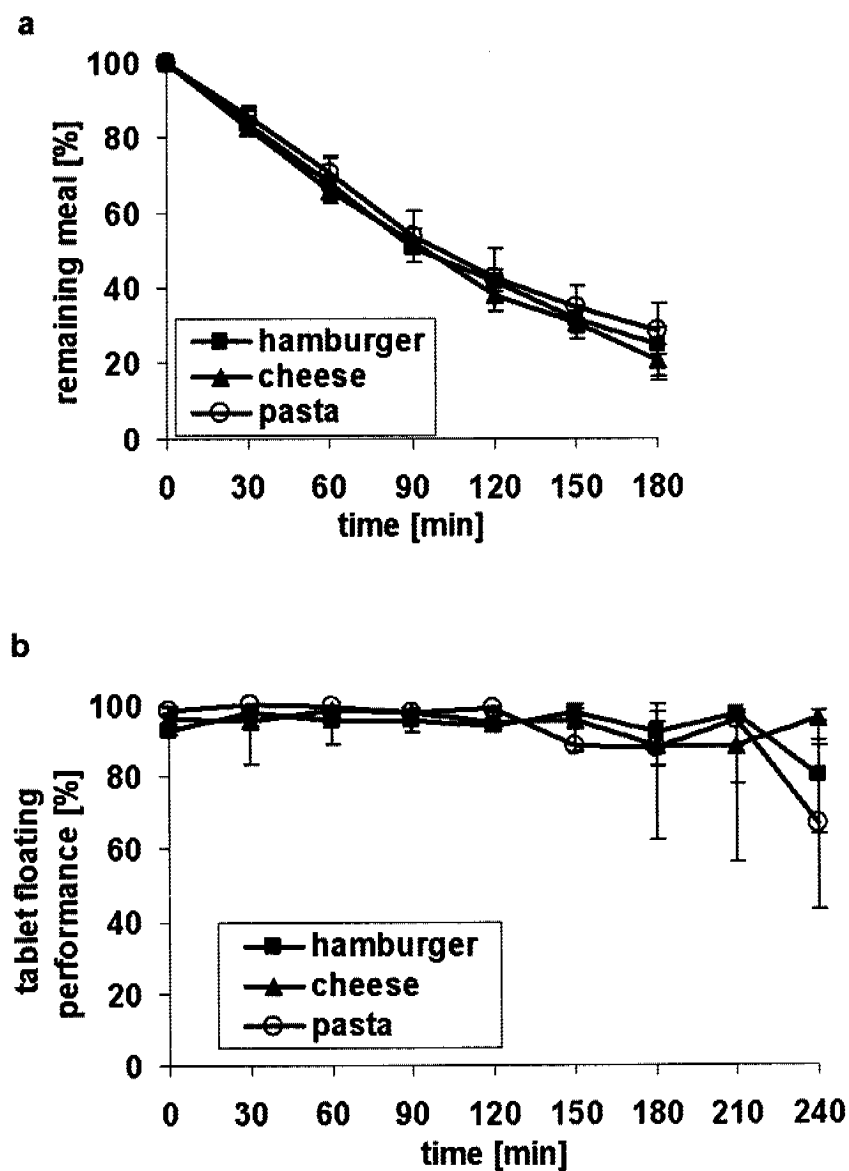 a
100
80
60
40
20
0
remaining meal [%]
hamburger
cheese
pasta
0 30 60 90 120 150 180
time [min]
b
100
80
60
40
20
0
tablet floating
performance [%]
hamburger
cheese
pasta
0 30 60 90 120 150 180 210 240
time [min]